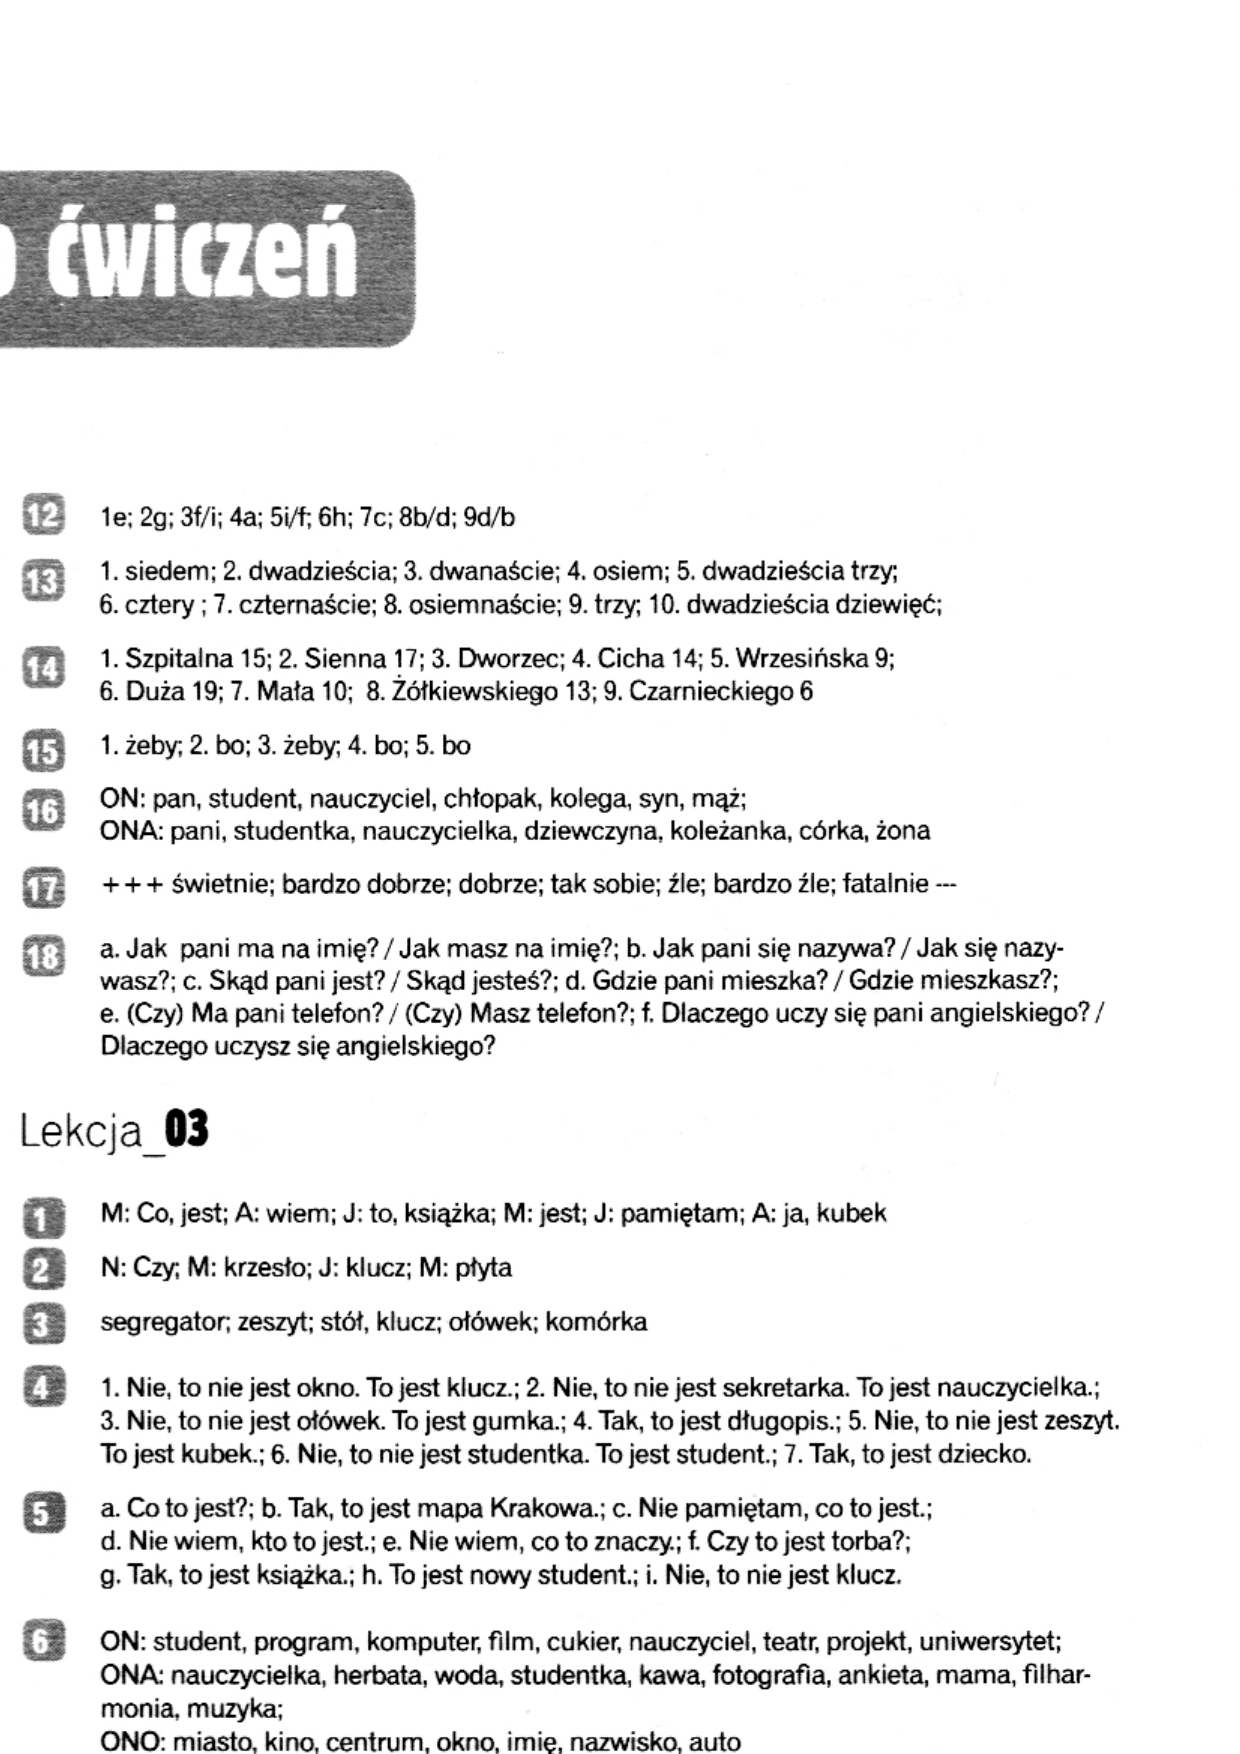 ćwiczeń
12 1e; 2g; 3f/i; 4a; 5i/f; 6h; 7c; 8b/d; 9d/b
13 1. siedem; 2. dwadzieścia; 3. dwanaście; 4. osiem; 5. dwadzieścia trzy;
6. cztery ; 7. czternaście; 8. osiemnaście; 9. trzy; 10. dwadzieścia dziewięć;
14 1. Szpitalna 15; 2. Sienna 17; 3. Dworzec; 4. Cicha 14; 5. Wrzesińska 9;
6. Duża 19; 7. Mała 10; 8. Żółkiewskiego 13; 9. Czarnieckiego 6
15 1. żeby; 2. bo; 3. żeby; 4. bo; 5. bo
16 ON: pan, student, nauczyciel, chłopak, kolega, syn, mąż;
ONA: pani, studentka, nauczycielka, dziewczyna, koleżanka, córka, żona
17 +++ świetnie; bardzo dobrze; dobrze; tak sobie; źle; bardzo źle; fatalnie ---
18 a. Jak pani ma na imię? / Jak masz na imię?; b. Jak pani się nazywa? / Jak się nazy-
wasz?; c. Skąd pani jest? / Skąd jesteś?; d. Gdzie pani mieszka? / Gdzie mieszkasz?;
e. (Czy) Ma pani telefon? / (Czy) Masz telefon?; f. Dlaczego uczy się pani angielskiego? /
Dlaczego uczysz się angielskiego?
Lekcja_03
1 M: Co, jest; A: wiem; J: to, książka; M: jest; J: pamiętam; A: ja, kubek
2 N: Czy; M: krzesło; J: klucz; M: płyta
3 segregator; zeszyt; stół, klucz; ołówek; komórka
4 1. Nie, to nie jest okno. To jest klucz.; 2. Nie, to nie jest sekretarka. To jest nauczycielka.;
3. Nie, to nie jest ołówek. To jest gumka.; 4. Tak, to jest długopis.; 5. Nie, to nie jest zeszyt.
To jest kubek.; 6. Nie, to nie jest studentka. To jest student.; 7. Tak, to jest dziecko.
5 a. Co to jest?; b. Tak, to jest mapa Krakowa.; c. Nie pamiętam, co to jest.;
d. Nie wiem, kto to jest.; e. Nie wiem, co to znaczy.; f. Czy to jest torba?;
g. Tak, to jest książka.; h. To jest nowy student.; i. Nie, to nie jest klucz.
6 ON: student, program, komputer, film, cukier, nauczyciel, teatr, projekt, uniwersytet;
ONA: nauczycielka, herbata, woda, studentka, kawa, fotografia, ankieta, mama, filhar-
monia, muzyka;
ONO: miasto, kino, centrum, okno, imię, nazwisko, auto